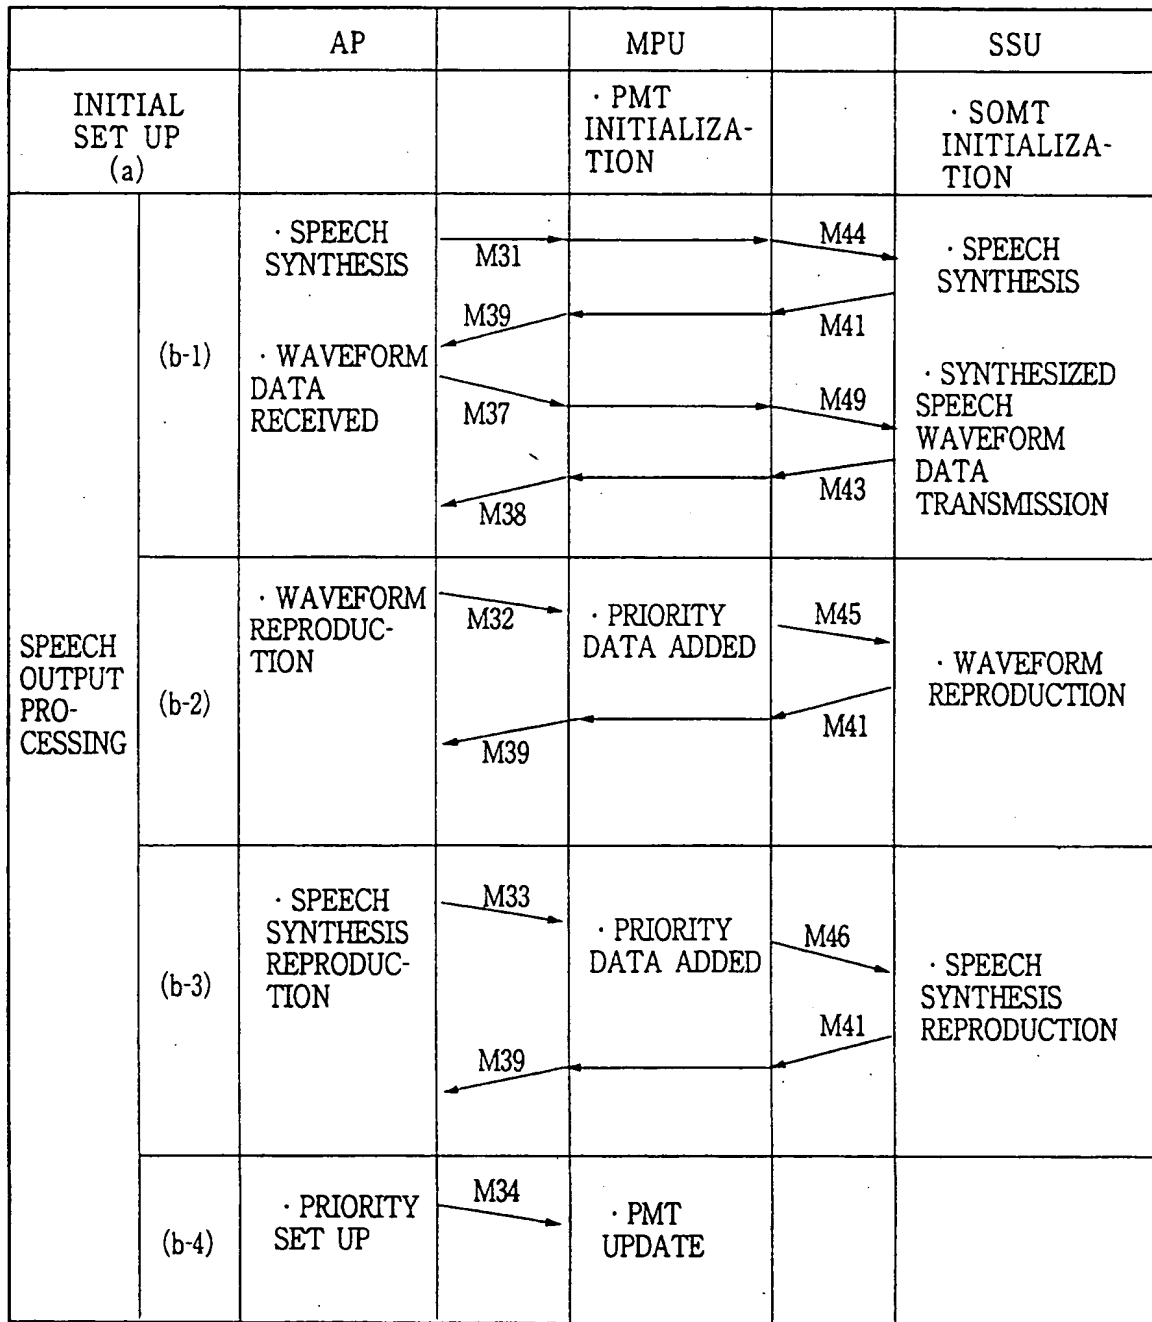 AP MPU SSU
INITIAL
SET UP
(a)
· PMT
INITIALIZA-
TION
· SOMT
INITIALIZA-
TION
SPEECH
OUTPUT
PRO-
CESSING
(b-1)
· SPEECH
SYNTHESIS
M31
M44
· SPEECH
SYNTHESIS
M39
M41
· WAVEFORM
DATA
RECEIVED
M37
M49
· SYNTHESIZED
SPEECH
WAVEFORM
DATA
TRANSMISSION
M38
M43
(b-2)
· WAVEFORM
REPRODUC-
TION
M32
· PRIORITY
DATA ADDED
M45
· WAVEFORM
REPRODUCTION
M39
M41
(b-3)
· SPEECH
SYNTHESIS
REPRODUC-
TION
M33
· PRIORITY
DATA ADDED
M46
· SPEECH
SYNTHESIS
REPRODUCTION
M39
M41
(b-4)
· PRIORITY
SET UP
M34
· PMT
UPDATE